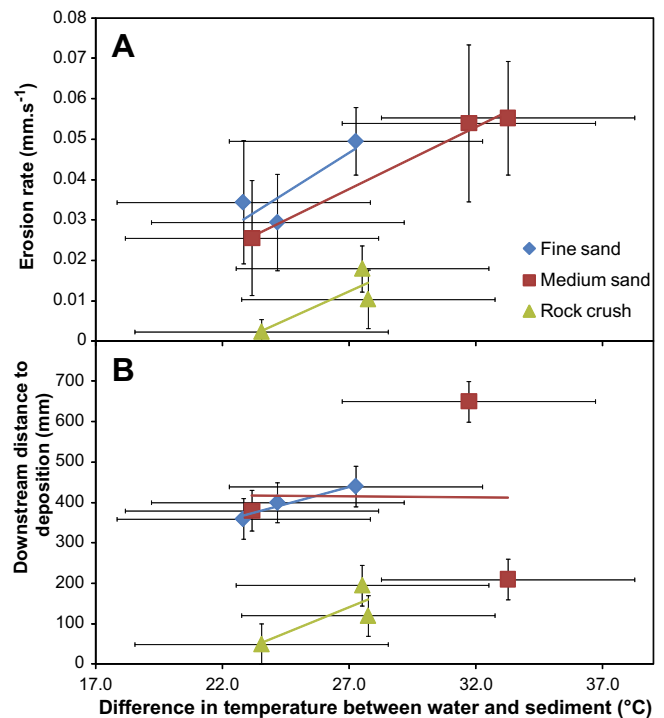 A
Erosion rate (mm.s⁻¹)
0.08
0.07
0.06
0.05
0.04
0.03
0.02
0.01
0
Fine sand
Medium sand
Rock crush
B
Downstream distance to
deposition (mm)
700
600
500
400
300
200
100
0
17.0 22.0 27.0 32.0 37.0
Difference in temperature between water and sediment (°C)